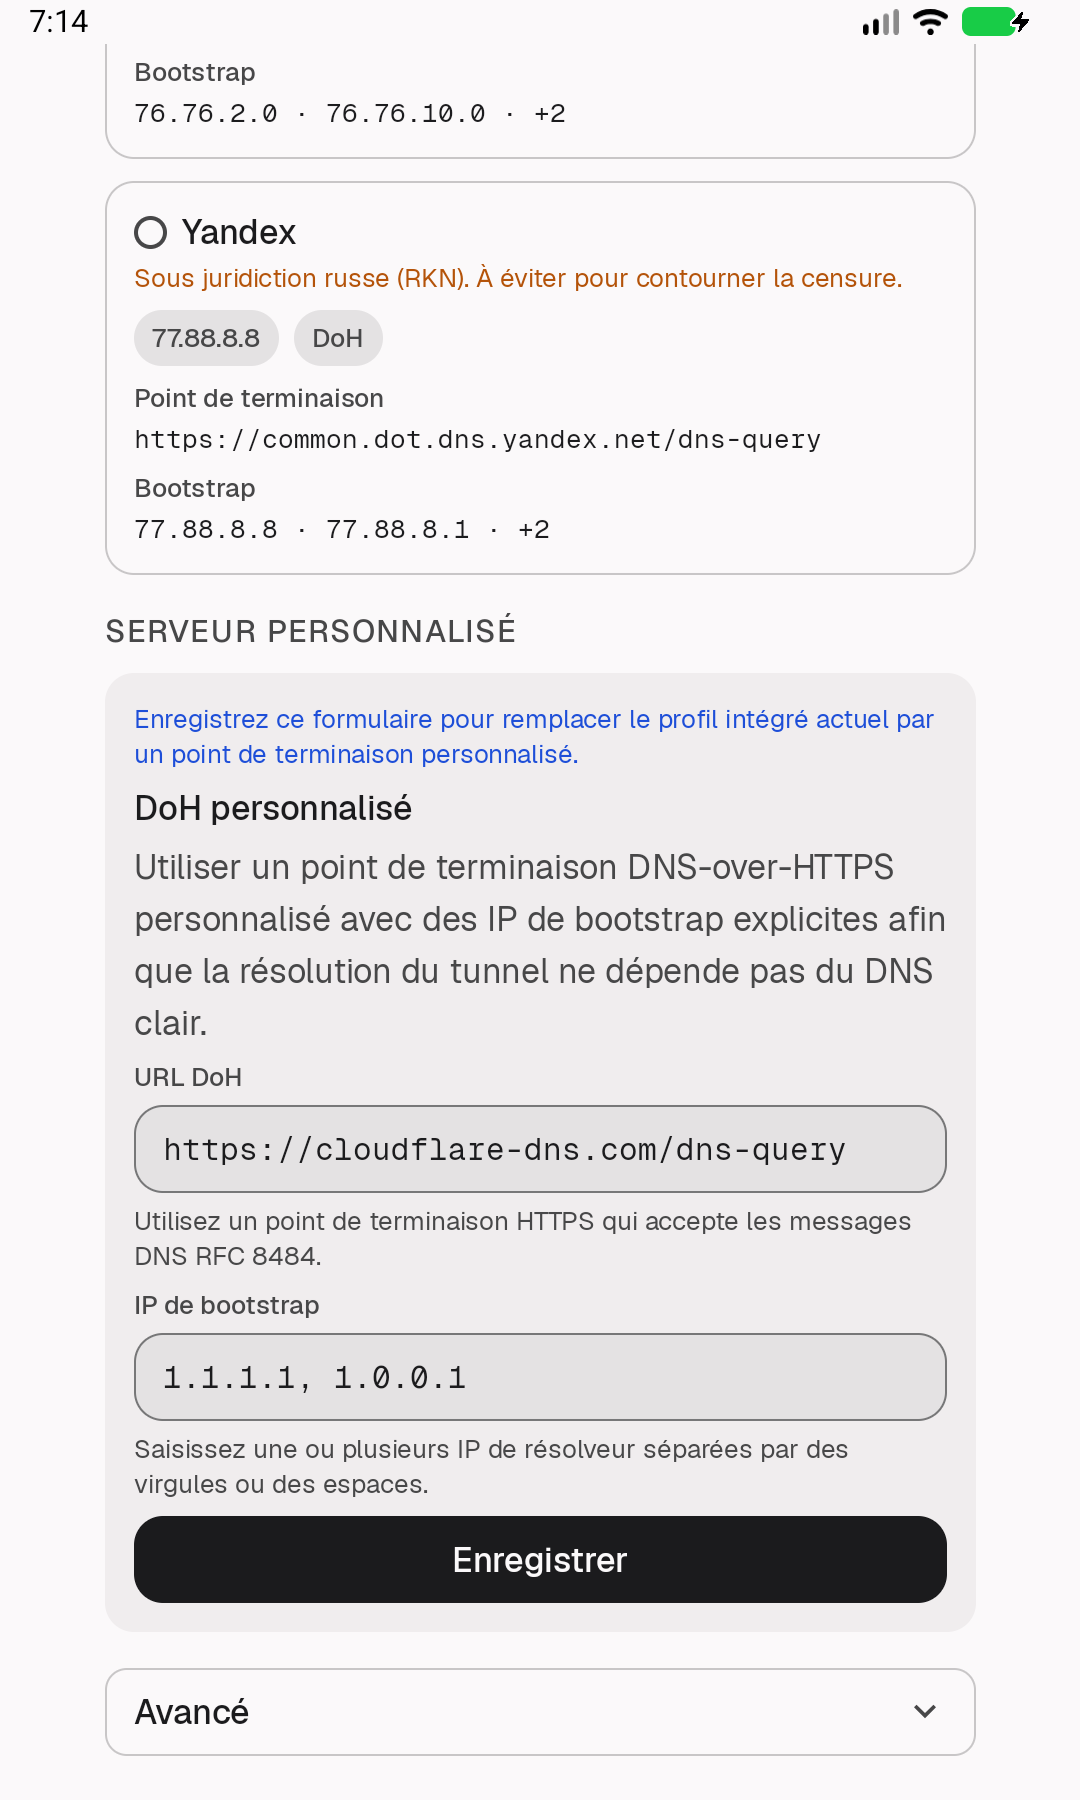 7:14
Bootstrap
76.76.2.0 · 76.76.10.0 · +2
Yandex
Sous juridiction russe (RKN). À éviter pour contourner la censure.
77.88.8.8 DoH
Point de terminaison
https://common.dot.dns.yandex.net/dns-query
Bootstrap
77.88.8.8 · 77.88.8.1 · +2
SERVEUR PERSONNALISÉ
Enregistrez ce formulaire pour remplacer le profil intégré actuel par
un point de terminaison personnalisé.
DoH personnalisé
Utiliser un point de terminaison DNS-over-HTTPS
personnalisé avec des IP de bootstrap explicites afin
que la résolution du tunnel ne dépende pas du DNS
clair.
URL DoH
https://cloudflare-dns.com/dns-query
Utilisez un point de terminaison HTTPS qui accepte les messages
DNS RFC 8484.
IP de bootstrap
1.1.1.1, 1.0.0.1
Saisissez une ou plusieurs IP de résolveur séparées par des
virgules ou des espaces.
Enregistrer
Avancé